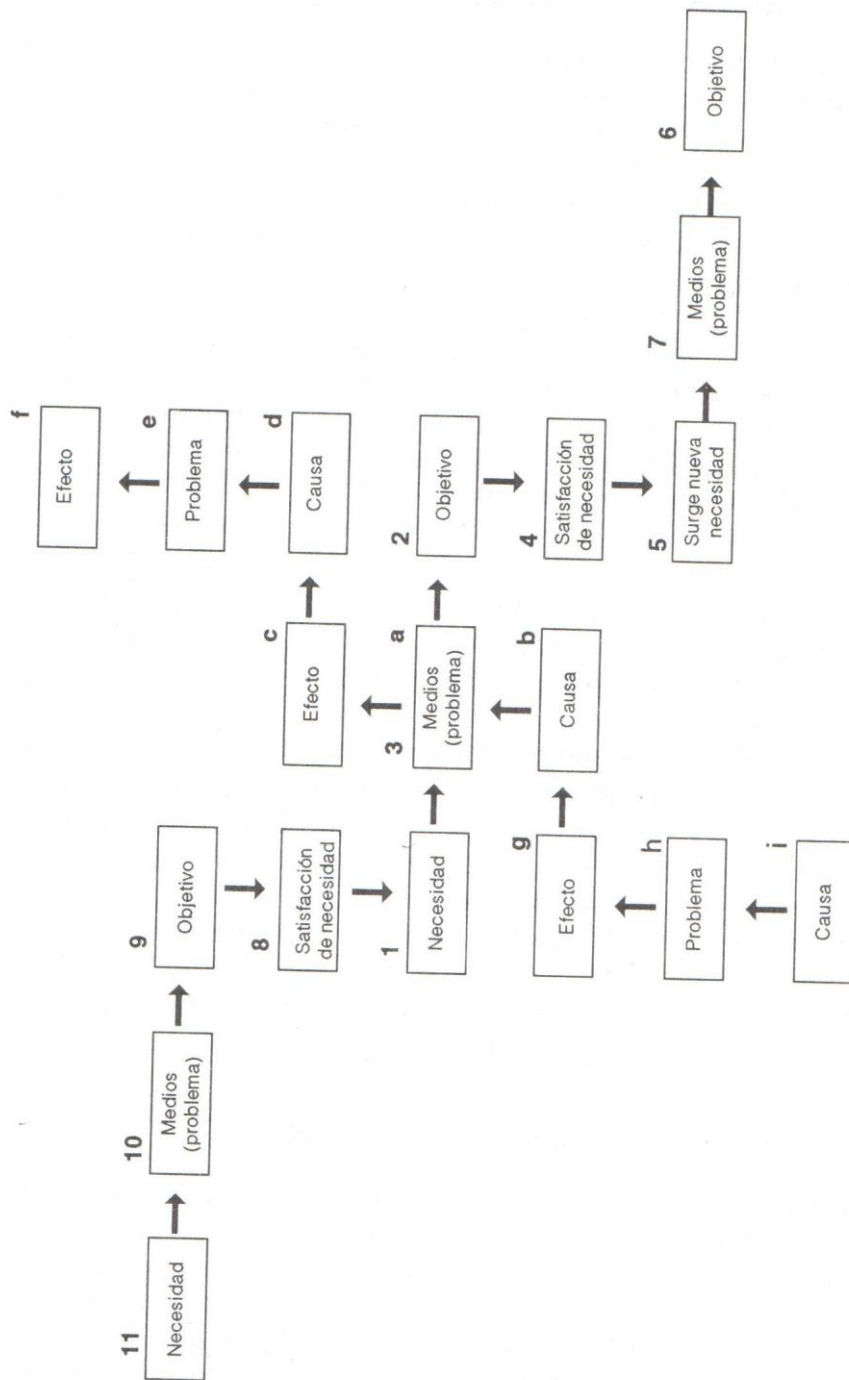 11
Necesidad
10
Medios
(problema)
9
Objetivo
8
Satisfacción
de necesidad
1
Necesidad
3
a
Medios
(problema)
2
Objetivo
4
Satisfacción
de necesidad
5
Surge nueva
necesidad
7
Medios
(problema)
6
Objetivo
c
Efecto
d
Causa
e
Problema
f
Efecto
b
Causa
g
Efecto
h
Problema
i
Causa